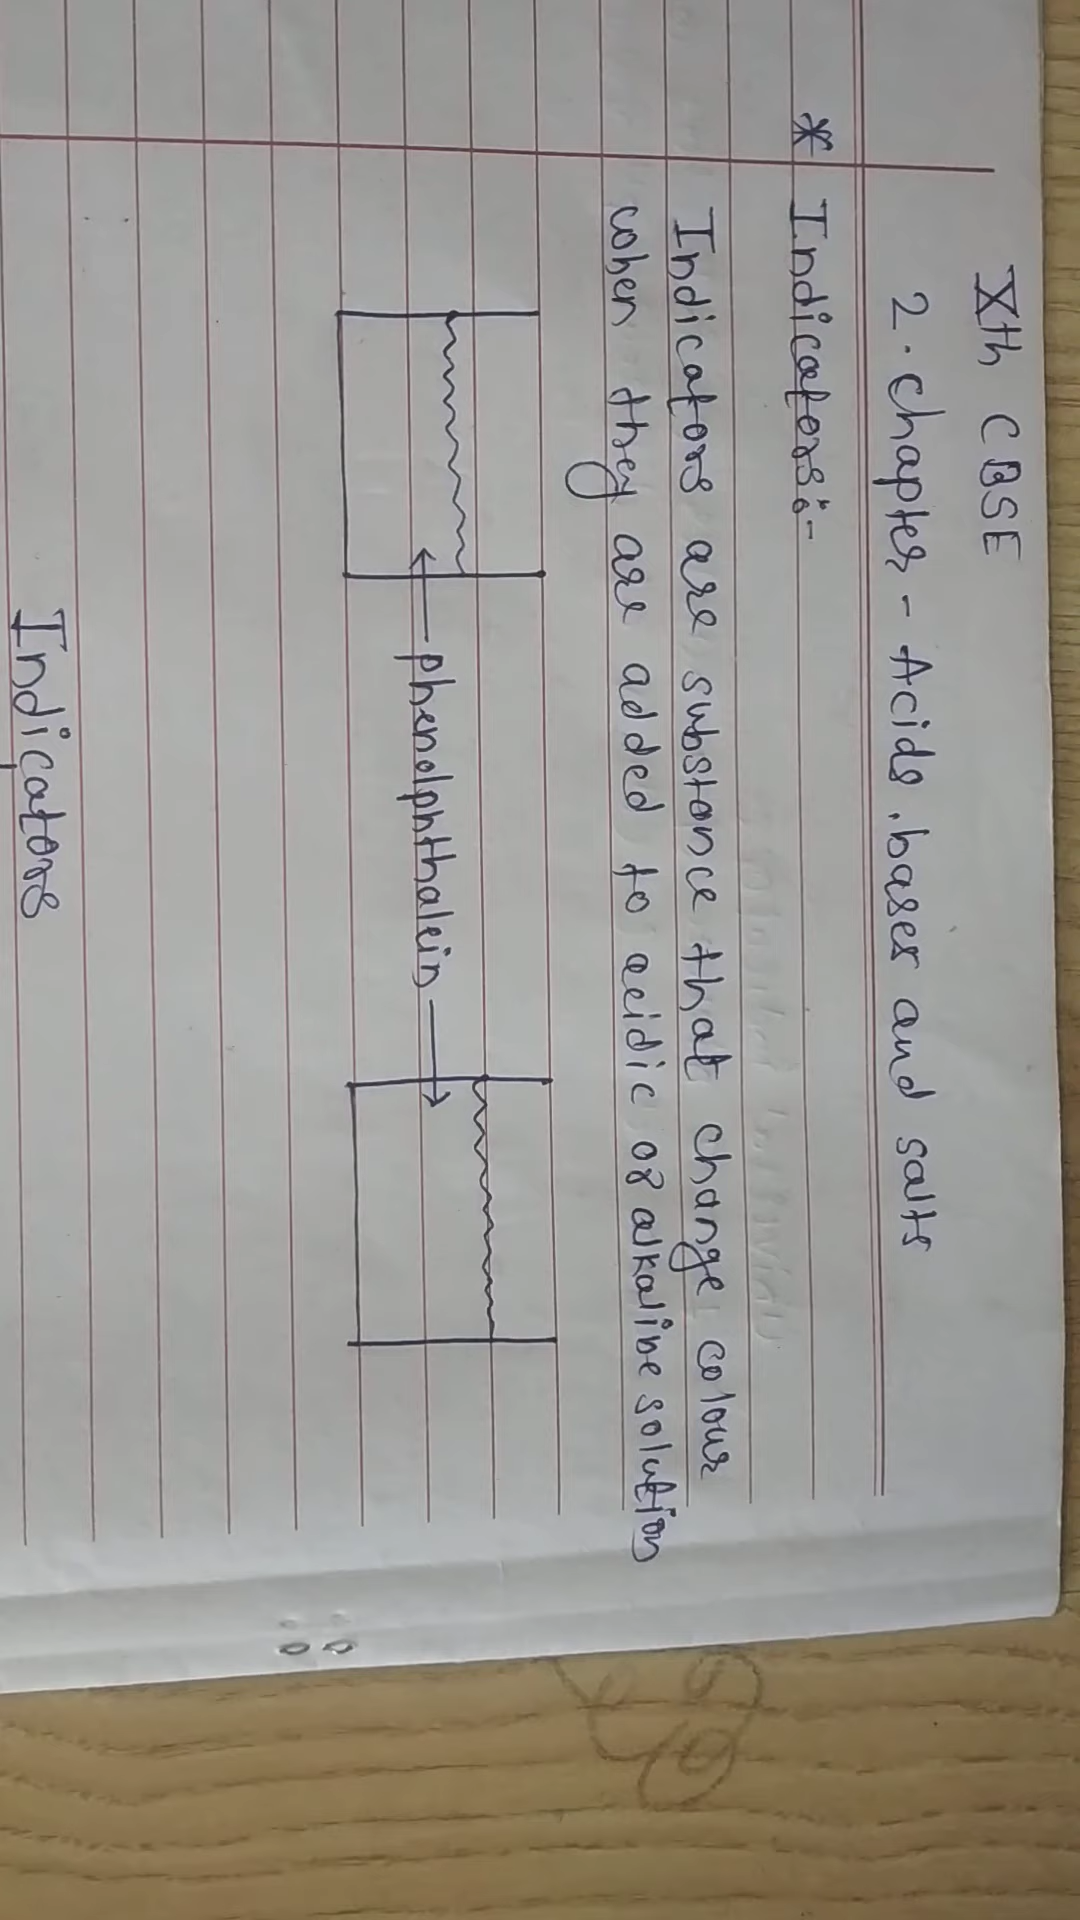 Xth CBSE
2. chapter - Acids, bases and salts
* Indicators:-
Indicators are substance that change colour
when they are added to acidic or alkaline solution
phenolphthalein
Indicators